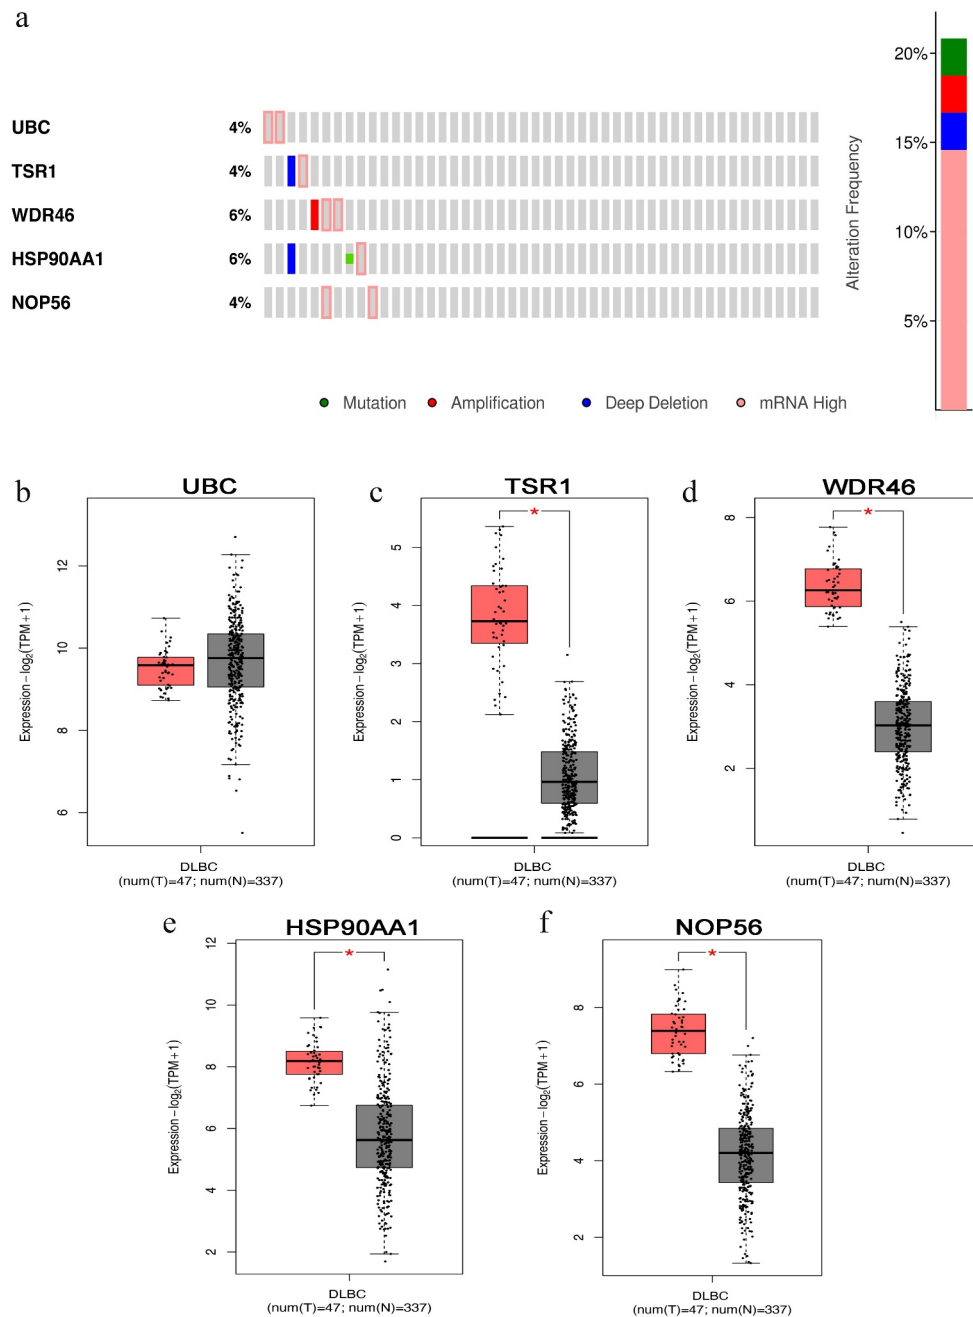 a
20%
15%
10%
5%
Alteration Frequency
UBC 4%
TSR1 4%
WDR46 6%
HSP90AA1 6%
NOP56 4%
Mutation Amplification Deep Deletion mRNA High
b
UBC
Expression−log2(TPM+1)
12
10
8
6
DLBC
(num(T)=47; num(N)=337)
c
TSR1
*
Expression−log2(TPM+1)
5
4
3
2
1
0
DLBC
(num(T)=47; num(N)=337)
d
WDR46
*
Expression−log2(TPM+1)
8
6
4
2
DLBC
(num(T)=47; num(N)=337)
e
HSP90AA1
*
Expression−log2(TPM+1)
12
10
8
6
4
2
DLBC
(num(T)=47; num(N)=337)
f
NOP56
*
Expression−log2(TPM+1)
8
6
4
2
DLBC
(num(T)=47; num(N)=337)